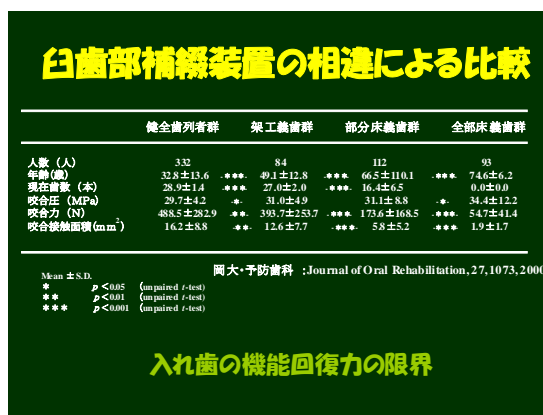 臼歯部補綴装置の相違による比較
健全歯列者群 架工義歯群 部分床義歯群 全部床義歯群
人数（人） 332 84 112 93
年齢(歳) 32.8±13.6 -***- 49.1±12.8 -***- 66.5±110.1 -***- 74.6±6.2
現在歯数（本） 28.9±1.4 -***- 27.0±2.0 -***- 16.4±6.5 0.0±0.0
咬合圧（MPa） 29.7±4.2 -*- 31.0±4.9 31.1±8.8 -*- 34.4±12.2
咬合力（N） 488.5±282.9 -**- 393.7±253.7 -***- 173.6±168.5 -***- 54.7±41.4
咬合接触面積(mm²) 16.2±8.8 -**- 12.6±7.7 -***- 5.8±5.2 -***- 1.9±1.7
岡大・予防歯科 ：Journal of Oral Rehabilitation, 27, 1073, 2000
Mean ± S.D.
* p＜0.05 (unpaired t-test)
** p＜0.01 (unpaired t-test)
*** p＜0.001 (unpaired t-test)
入れ歯の機能回復力の限界